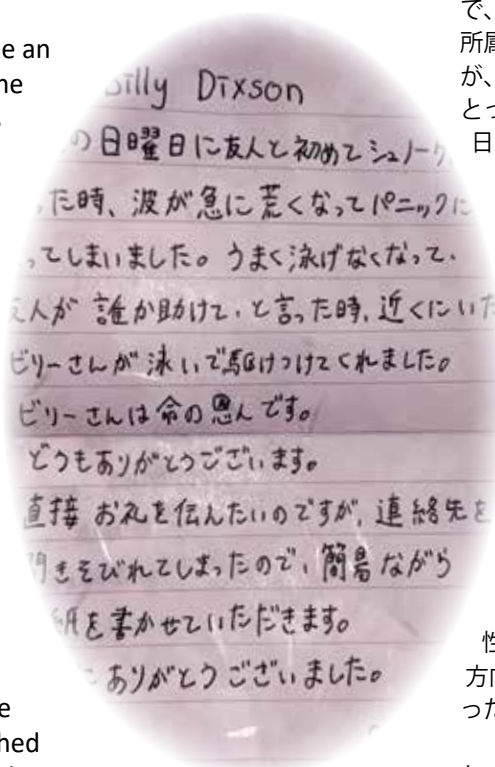 e an
ne
Billy Dixson
の日曜日に友人と初めてシュノーケ
った時、波が急に荒くなってパニックに
ってしまいました。うまく泳げなくなって、
友人が 誰か助けて、と言った時、近くにいた
ビリーさんが泳いで駆けつけてくれました。
ビリーさんは命の恩人です。
どうもありがとうございます。
直接 お礼を伝えたいのですが、連絡先を
聞きそびれてしまったので、簡易ながら
紙を書かせていただきます。
にありがとうございました。
e
hed
で、
所属
が、
とっ
日
性
方向
った